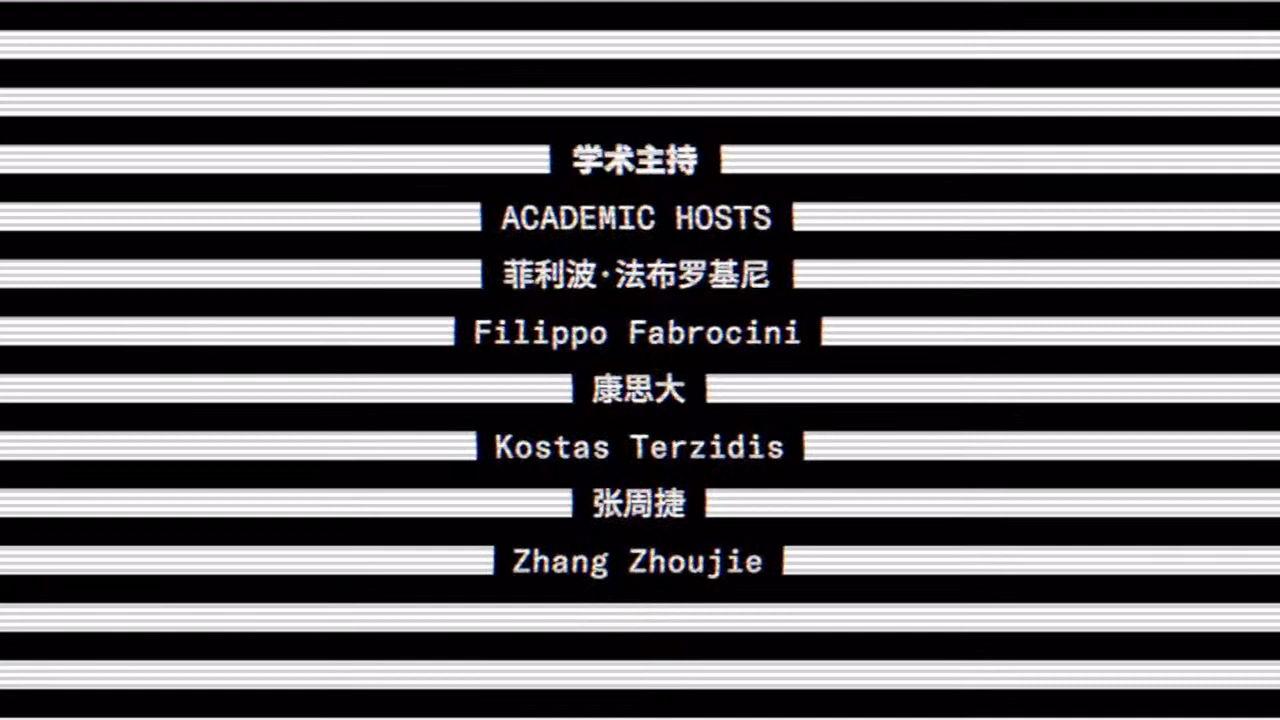 学术主持
ACADEMIC HOSTS
菲利波·法布罗基尼
Filippo Fabrocini
康思大
Kostas Terzidis
张周捷
Zhang Zhoujie